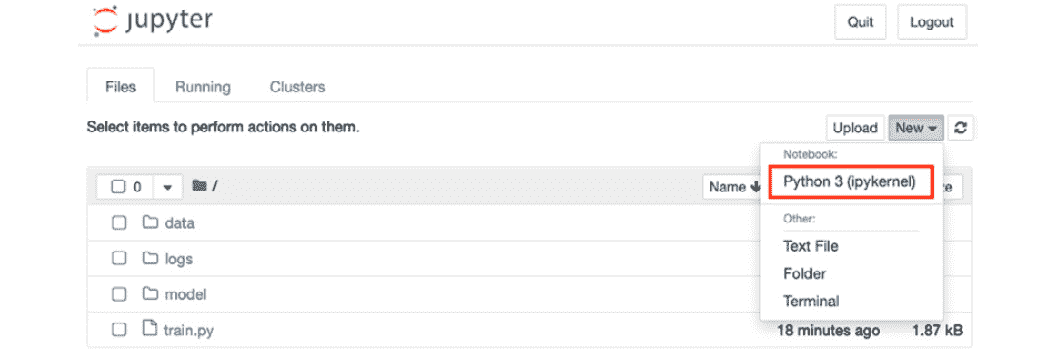 jupyter
Quit Logout
Files Running Clusters
Select items to perform actions on them.
Upload New
Notebook:
0 / Name Python 3 (ipykernel)
Other:
data
Text File
logs
Folder
model
Terminal
train.py 18 minutes ago 1.87 kB